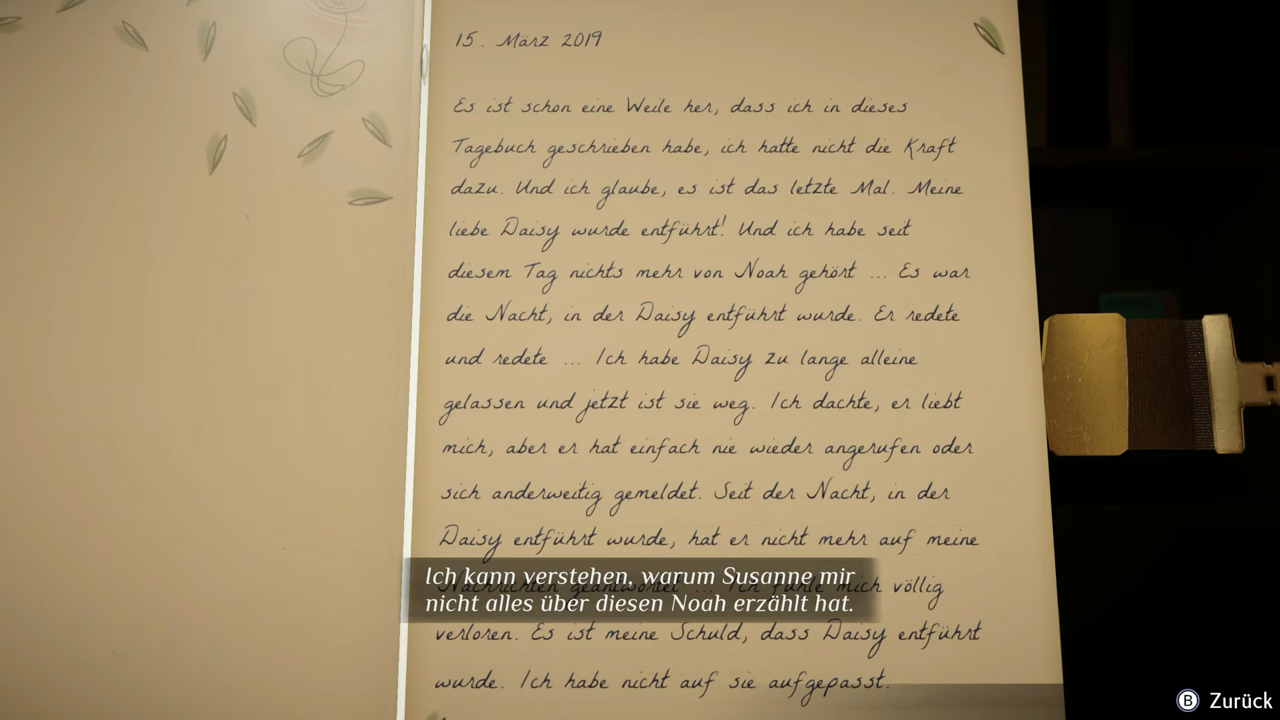 15. März 2019
Es ist schon eine Weile her, dass ich in dieses
Tagebuch geschrieben habe, ich hatte nicht die Kraft
dazu. Und ich glaube, es ist das letzte Mal. Meine
liebe Daisy wurde entführt! Und ich habe seit
diesem Tag nichts mehr von Noah gehört ... Es war
die Nacht, in der Daisy entführt wurde. Er redete
und redete ... Ich habe Daisy zu lange alleine
gelassen und jetzt ist sie weg. Ich dachte, er liebt
mich, aber er hat einfach nie wieder angerufen oder
sich anderweitig gemeldet. Seit der Nacht, in der
Daisy entführt wurde, hat er nicht mehr auf meine
Nachrichten geantwortet ... Ich fühle mich völlig
verloren. Es ist meine Schuld, dass Daisy entführt
wurde. Ich habe nicht auf sie aufgepasst.
Ich kann verstehen, warum Susanne mir
nicht alles über diesen Noah erzählt hat.
B Zurück